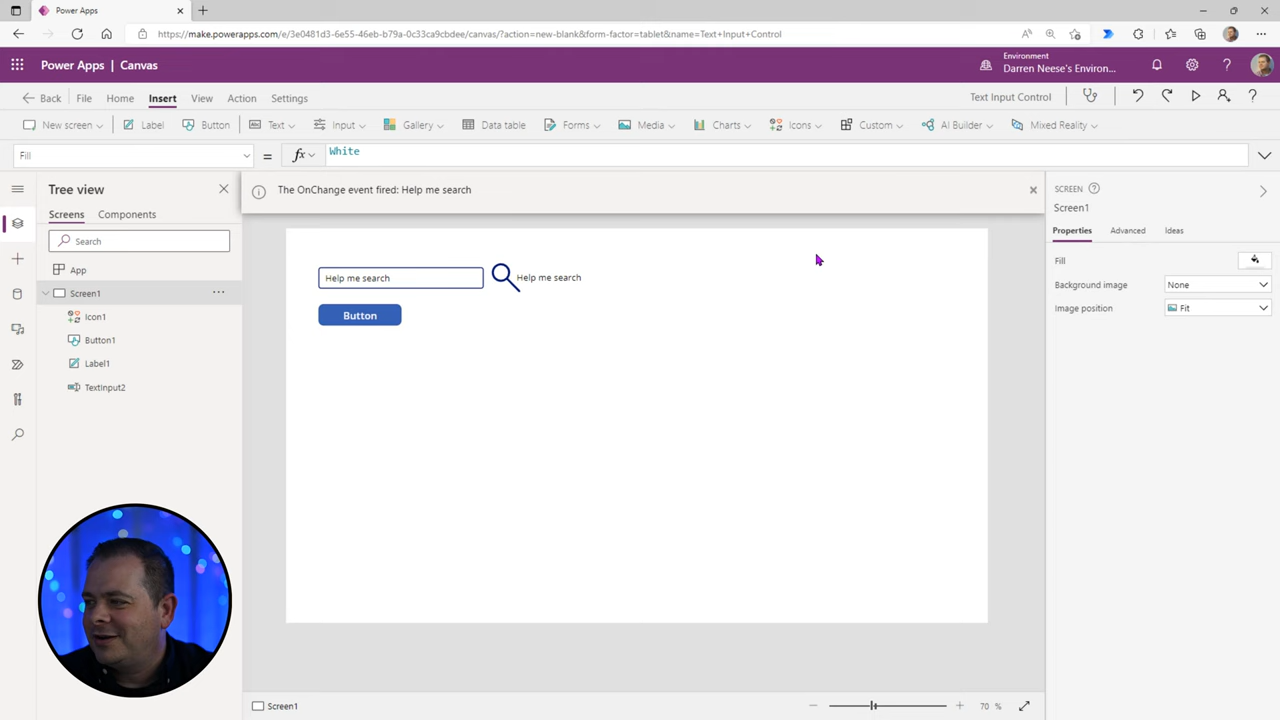 Power Apps
https://make.powerapps.com/e/3e0481d3-6e55-46eb-b79a-0c33ca9cbdee/canvas/?action=new-blank&form-factor=tablet&name=Text+Input+Control
Power Apps | Canvas
Environment
Darren Neese's Environ...
Back File Home Insert View Action Settings
Text Input Control
New screen Label Button Text Input Gallery Data table Forms Media Charts Icons Custom AI Builder Mixed Reality
Fill = fx White
Tree view
The OnChange event fired: Help me search
SCREEN
Screen1
Screens Components
Properties Advanced Ideas
Search
Fill
App
Background image None
Screen1
Image position Fit
Icon1
Button1
Label1
TextInput2
Help me search Help me search
Button
Screen1
70 %